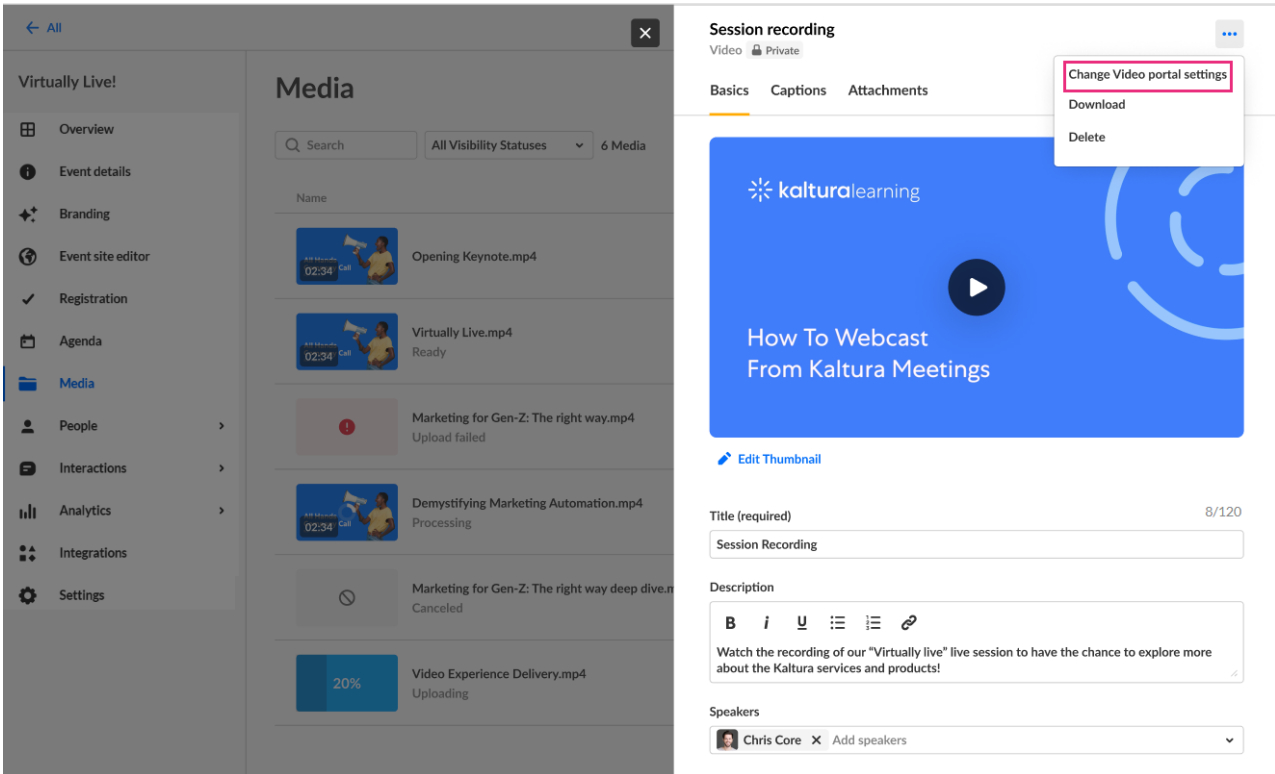 ← All
Virtually Live!
Overview
Event details
Branding
Event site editor
Registration
Agenda
Media
People
Interactions
Analytics
Integrations
Settings
Media
Search
All Visibility Statuses
6 Media
Name
02:34
Opening Keynote.mp4
02:34
Virtually Live.mp4
Ready
Marketing for Gen-Z: The right way.mp4
Upload failed
02:34
Demystifying Marketing Automation.mp4
Processing
Marketing for Gen-Z: The right way deep dive.m
Canceled
20%
Video Experience Delivery.mp4
Uploading
Session recording
Video Private
Change Video portal settings
Download
Delete
Basics Captions Attachments
kalturalearning
How To Webcast
From Kaltura Meetings
Edit Thumbnail
Title (required) 8/120
Session Recording
Description
B i U
Watch the recording of our “Virtually live” live session to have the chance to explore more
about the Kaltura services and products!
Speakers
Chris Core Add speakers